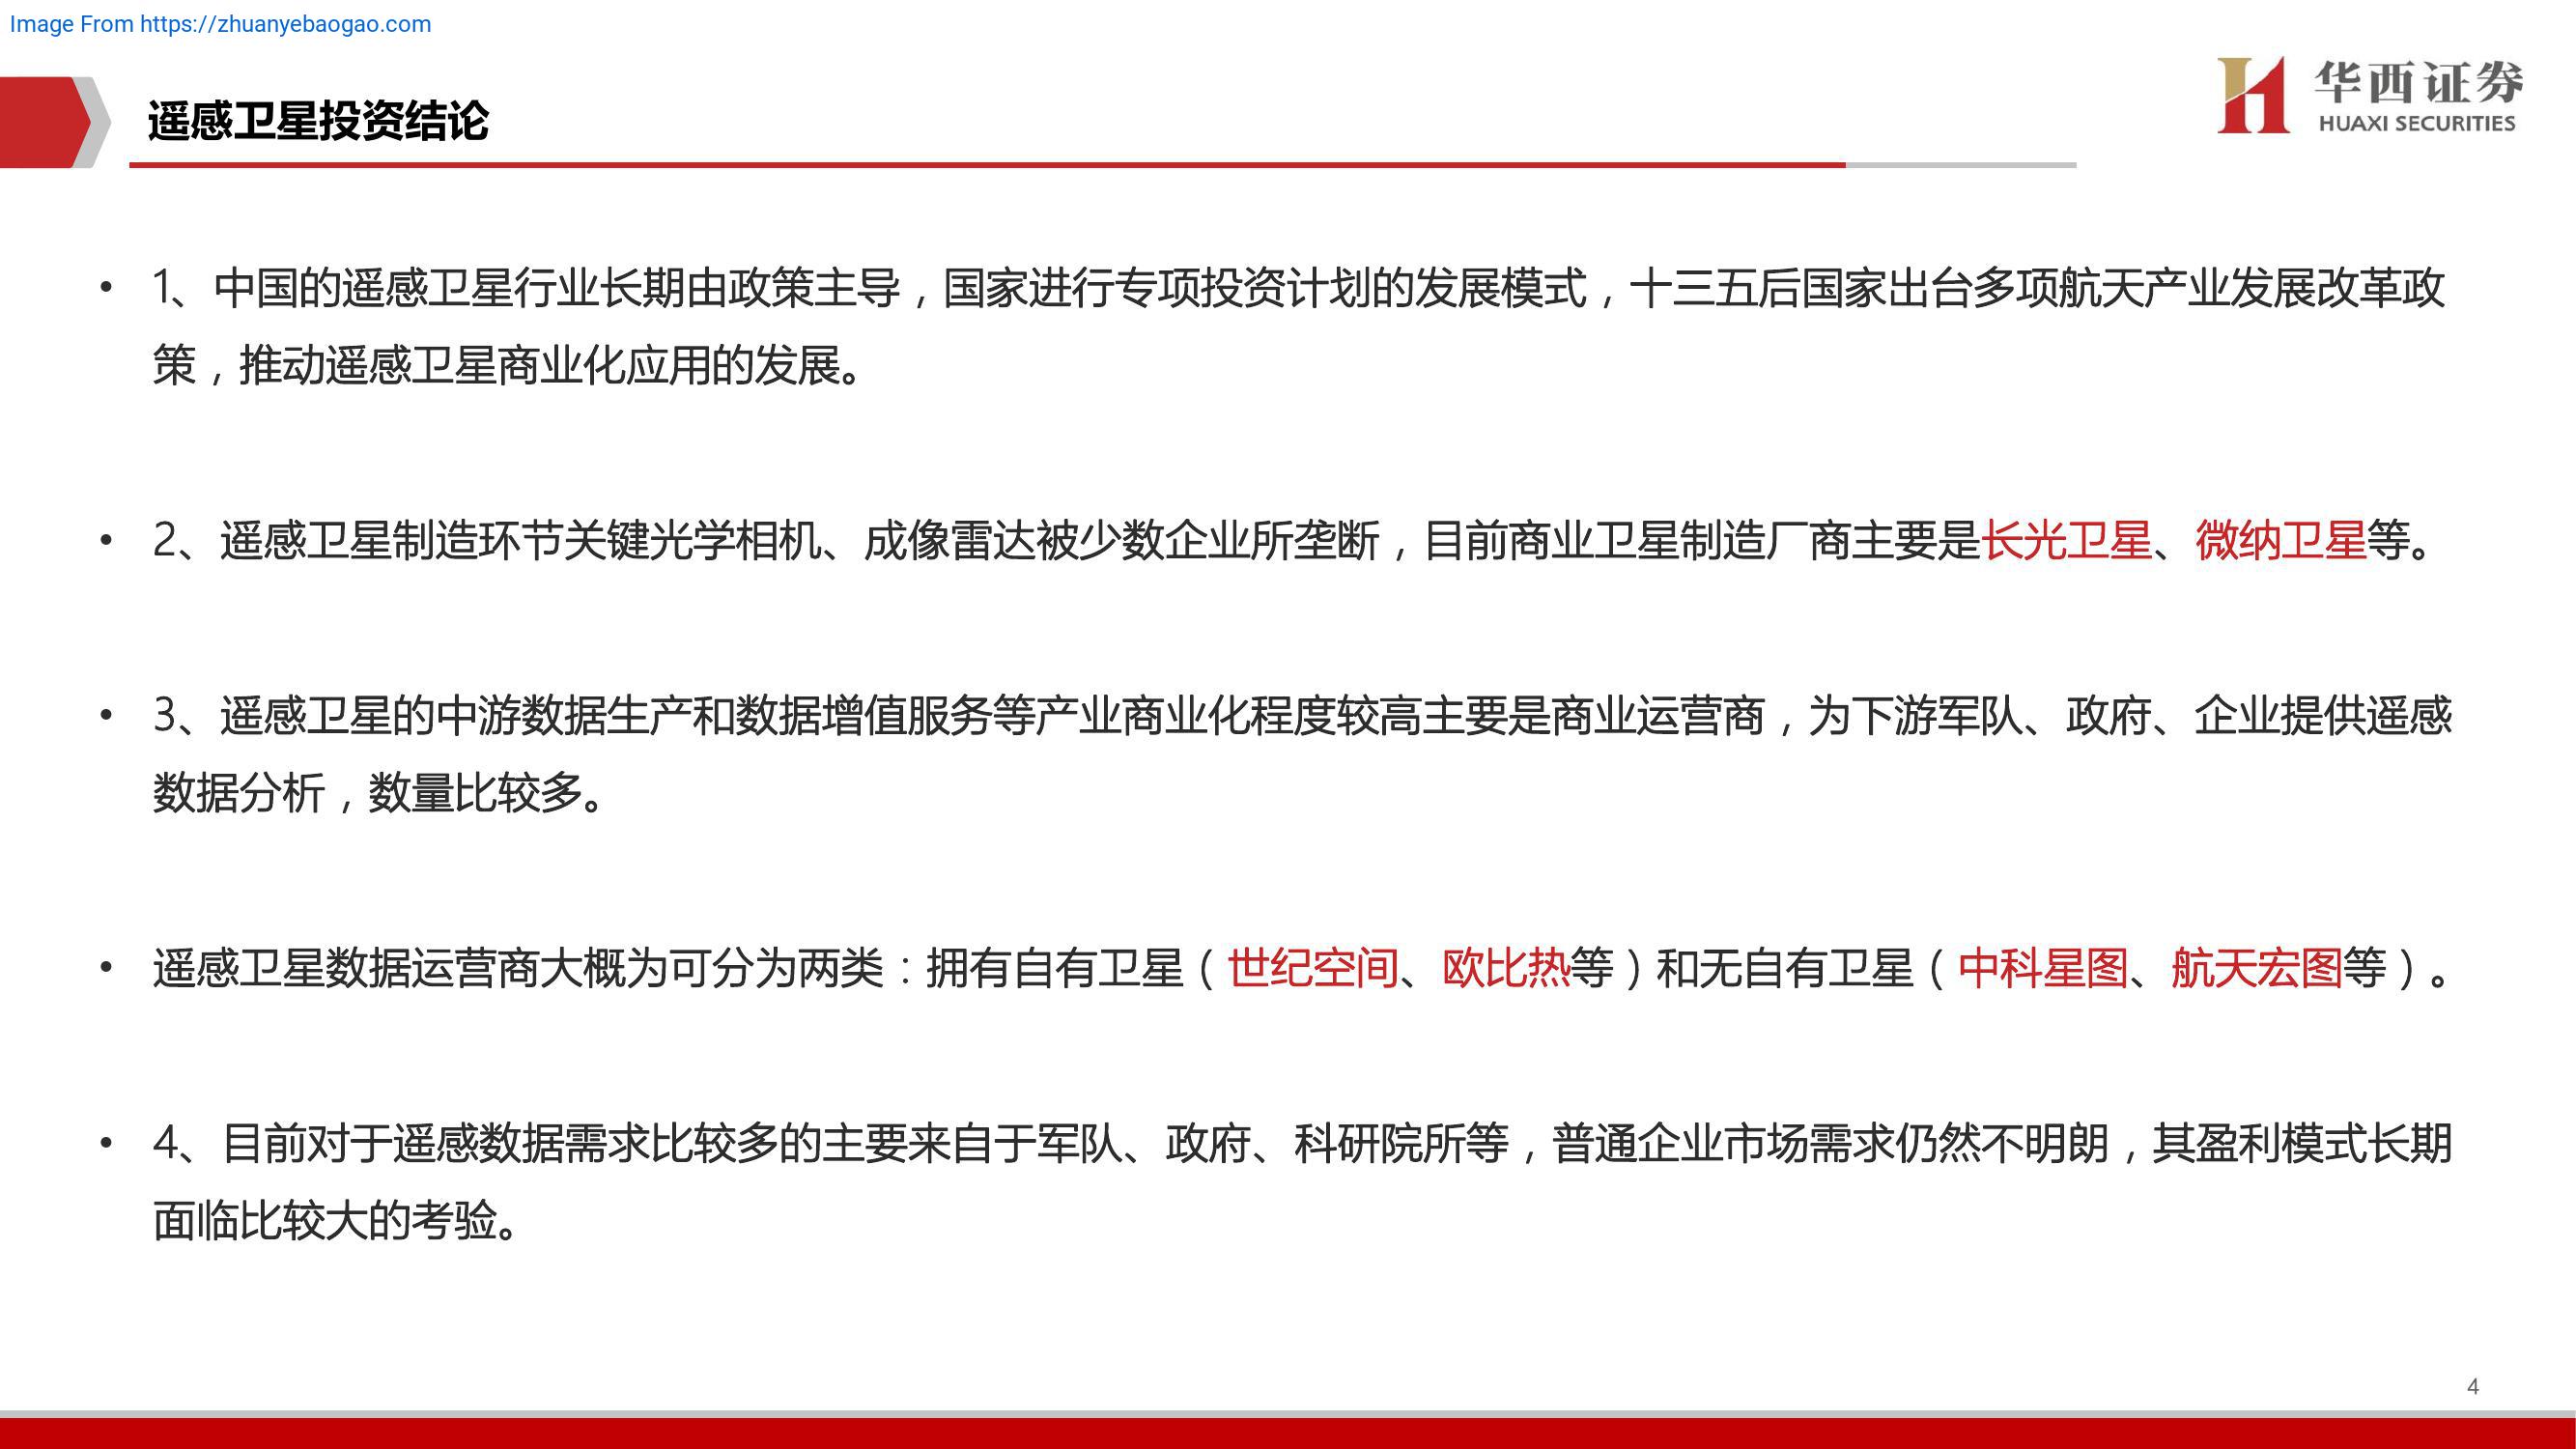 Image From https://zhuanyebaogao.com
华西证券
HUAXI SECURITIES
遥感卫星投资结论
• 1、中国的遥感卫星行业长期由政策主导，国家进行专项投资计划的发展模式，十三五后国家出台多项航天产业发展改革政
策，推动遥感卫星商业化应用的发展。
• 2、遥感卫星制造环节关键光学相机、成像雷达被少数企业所垄断，目前商业卫星制造厂商主要是长光卫星、微纳卫星等。
• 3、遥感卫星的中游数据生产和数据增值服务等产业商业化程度较高主要是商业运营商，为下游军队、政府、企业提供遥感
数据分析，数量比较多。
• 遥感卫星数据运营商大概为可分为两类：拥有自有卫星（世纪空间、欧比热等）和无自有卫星（中科星图、航天宏图等）。
• 4、目前对于遥感数据需求比较多的主要来自于军队、政府、科研院所等，普通企业市场需求仍然不明朗，其盈利模式长期
面临比较大的考验。
4